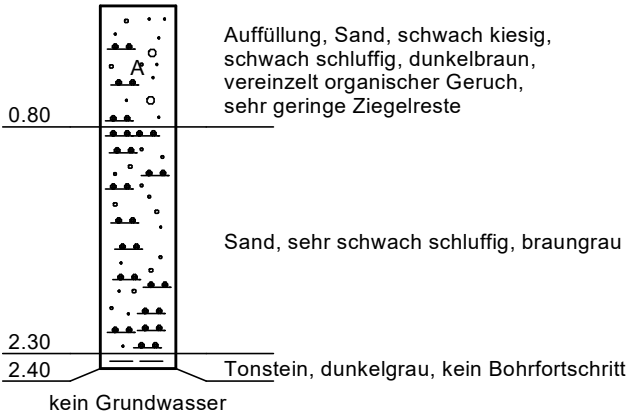 Auffüllung, Sand, schwach kiesig,
schwach schluffig, dunkelbraun,
vereinzelt organischer Geruch,
sehr geringe Ziegelreste
A
0.80
Sand, sehr schwach schluffig, braungrau
2.30
2.40
Tonstein, dunkelgrau, kein Bohrfortschritt
kein Grundwasser